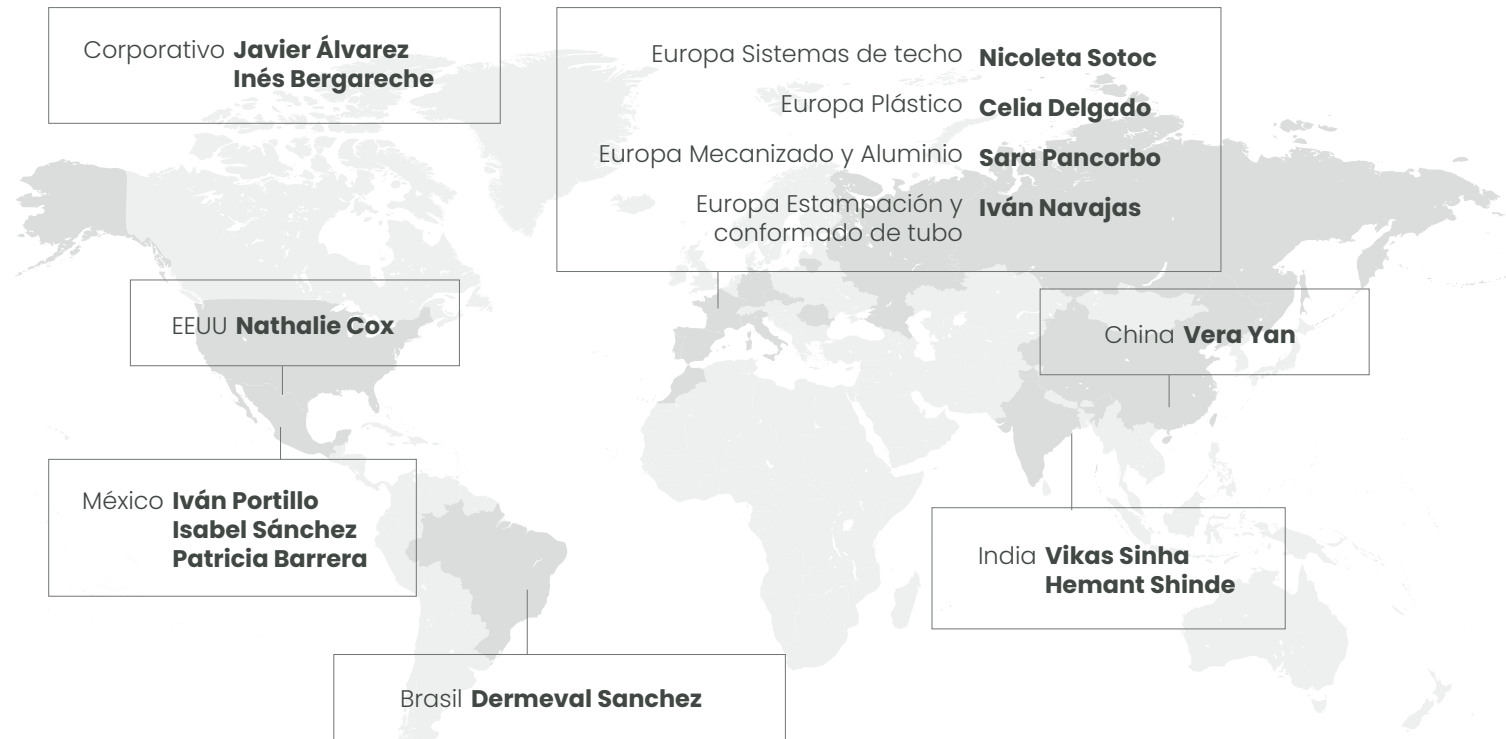 Corporativo Javier Álvarez
Inés Bergareche
Europa Sistemas de techo Nicoleta Sotoc
Europa Plástico Celia Delgado
Europa Mecanizado y Aluminio Sara Pancorbo
Europa Estampación y Iván Navajas
conformado de tubo
EEUU Nathalie Cox
China Vera Yan
México Iván Portillo
Isabel Sánchez
Patricia Barrera
India Vikas Sinha
Hemant Shinde
Brasil Dermeval Sanchez